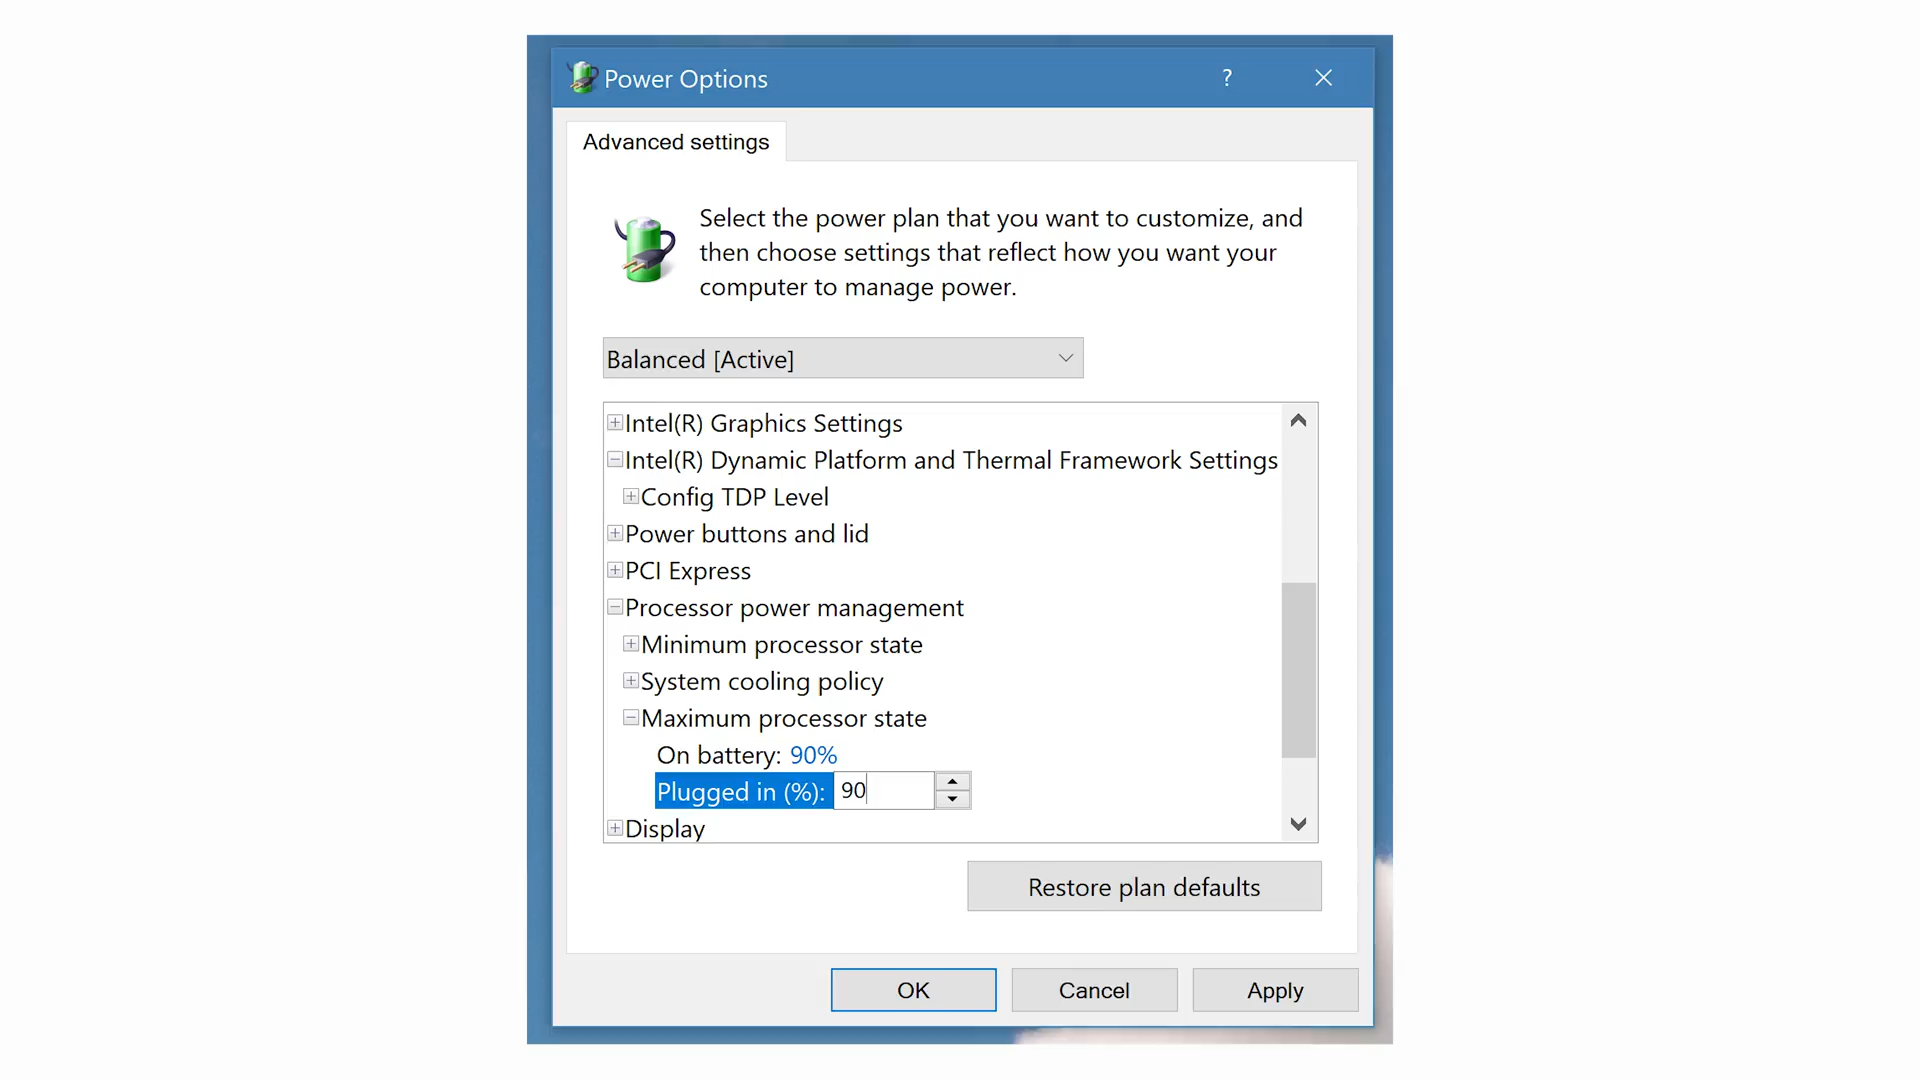 Power Options
?
Advanced settings
Select the power plan that you want to customize, and
then choose settings that reflect how you want your
computer to manage power.
Balanced [Active]
Intel(R) Graphics Settings
Intel(R) Dynamic Platform and Thermal Framework Settings
Config TDP Level
Power buttons and lid
PCI Express
Processor power management
Minimum processor state
System cooling policy
Maximum processor state
On battery: 90%
Plugged in (%): 90
Display
Restore plan defaults
OK Cancel Apply